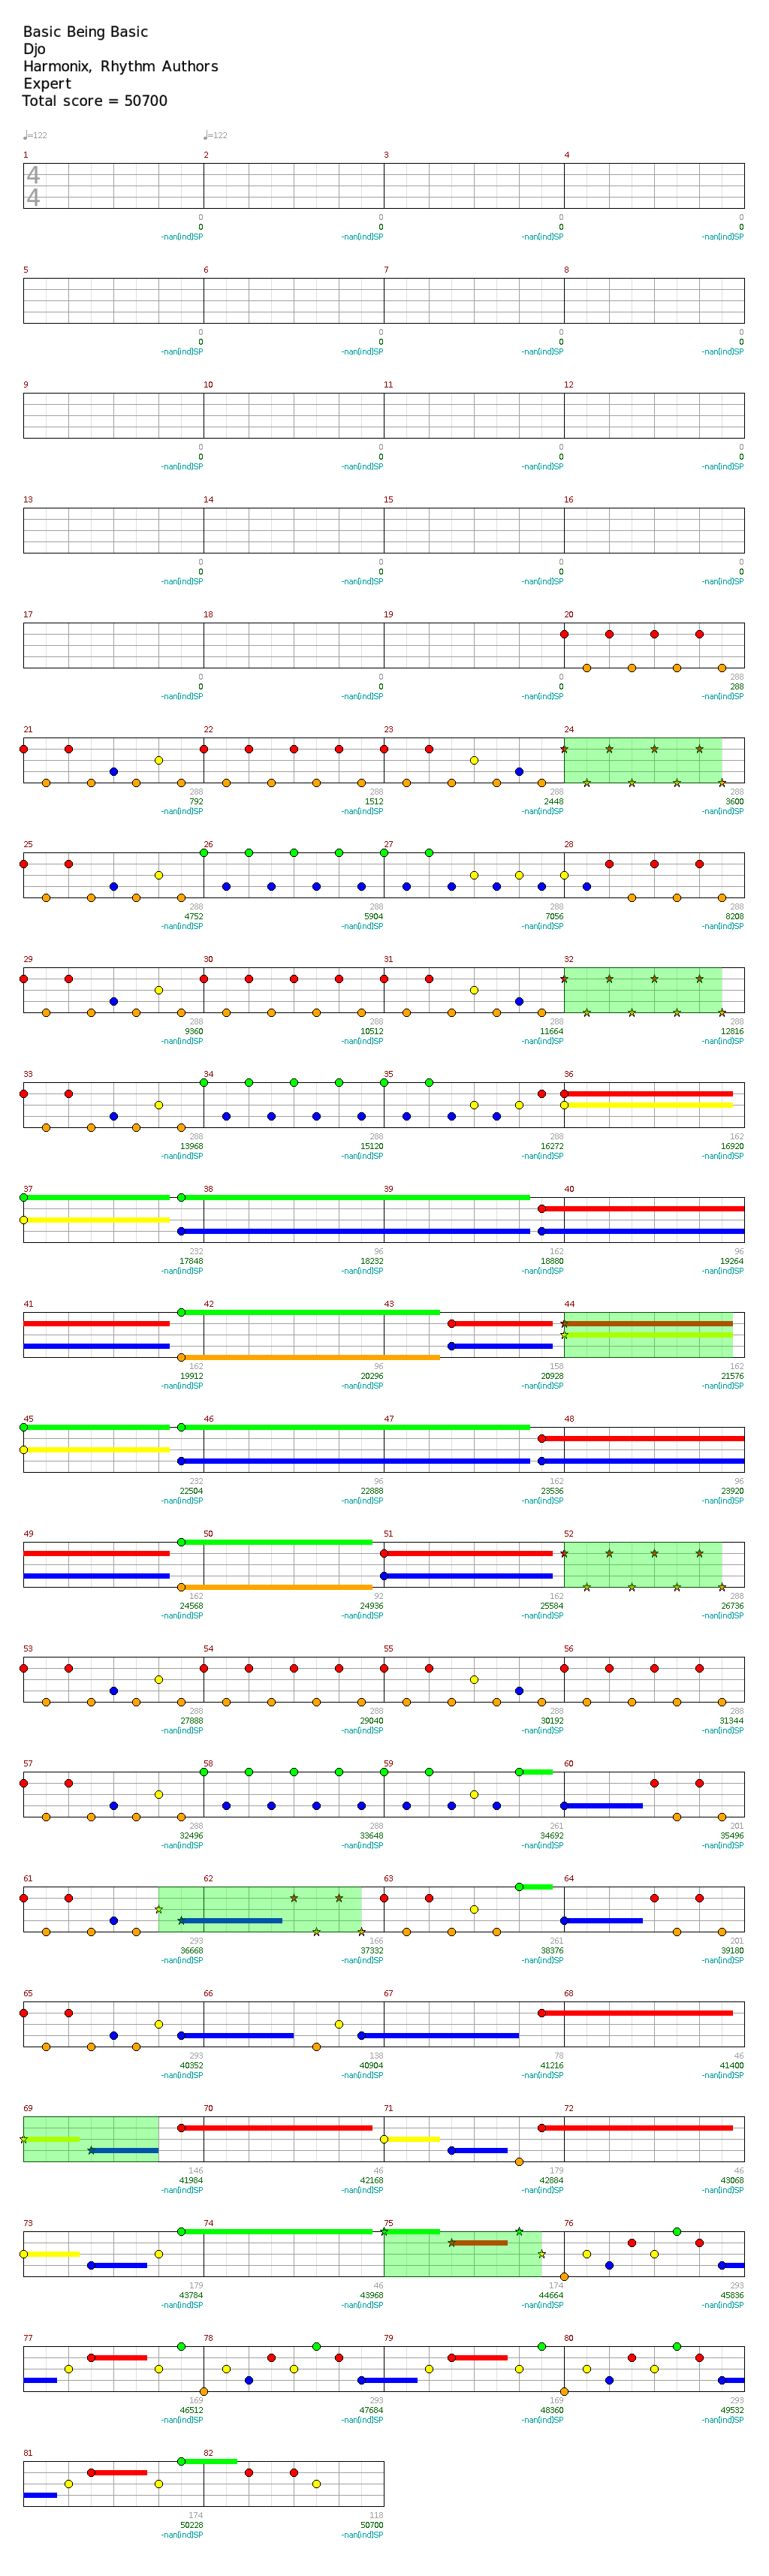 Basic Being Basic
Djo
Harmonix, Rhythm Authors
Expert
Total score = 50700
♩=122 ♩=122
1 2 3 4
4
4
0 0 0 0
0 0 0 0
-nan(ind)SP -nan(ind)SP -nan(ind)SP -nan(ind)SP
5 6 7 8
0 0 0 0
0 0 0 0
-nan(ind)SP -nan(ind)SP -nan(ind)SP -nan(ind)SP
9 10 11 12
0 0 0 0
0 0 0 0
-nan(ind)SP -nan(ind)SP -nan(ind)SP -nan(ind)SP
13 14 15 16
0 0 0 0
0 0 0 0
-nan(ind)SP -nan(ind)SP -nan(ind)SP -nan(ind)SP
17 18 19 20
0 0 0 288
0 0 0 288
-nan(ind)SP -nan(ind)SP -nan(ind)SP -nan(ind)SP
21 22 23 24
288 288 288 288
792 1512 2448 3600
-nan(ind)SP -nan(ind)SP -nan(ind)SP -nan(ind)SP
25 26 27 28
288 288 288 288
4752 5904 7056 8208
-nan(ind)SP -nan(ind)SP -nan(ind)SP -nan(ind)SP
29 30 31 32
288 288 288 288
9360 10512 11664 12816
-nan(ind)SP -nan(ind)SP -nan(ind)SP -nan(ind)SP
33 34 35 36
288 288 288 162
13968 15120 16272 16920
-nan(ind)SP -nan(ind)SP -nan(ind)SP -nan(ind)SP
37 38 39 40
232 96 162 96
17848 18232 18880 19264
-nan(ind)SP -nan(ind)SP -nan(ind)SP -nan(ind)SP
41 42 43 44
162 96 158 162
19912 20296 20928 21576
-nan(ind)SP -nan(ind)SP -nan(ind)SP -nan(ind)SP
45 46 47 48
232 96 162 96
22504 22888 23536 23920
-nan(ind)SP -nan(ind)SP -nan(ind)SP -nan(ind)SP
49 50 51 52
162 92 162 288
24568 24936 25584 26736
-nan(ind)SP -nan(ind)SP -nan(ind)SP -nan(ind)SP
53 54 55 56
288 288 288 288
27888 29040 30192 31344
-nan(ind)SP -nan(ind)SP -nan(ind)SP -nan(ind)SP
57 58 59 60
288 288 261 201
32496 33648 34692 35496
-nan(ind)SP -nan(ind)SP -nan(ind)SP -nan(ind)SP
61 62 63 64
293 166 261 201
36668 37332 38376 39180
-nan(ind)SP -nan(ind)SP -nan(ind)SP -nan(ind)SP
65 66 67 68
293 138 78 46
40352 40904 41216 41400
-nan(ind)SP -nan(ind)SP -nan(ind)SP -nan(ind)SP
69 70 71 72
146 46 179 46
41984 42168 42884 43068
-nan(ind)SP -nan(ind)SP -nan(ind)SP -nan(ind)SP
73 74 75 76
179 46 174 293
43784 43968 44664 45836
-nan(ind)SP -nan(ind)SP -nan(ind)SP -nan(ind)SP
77 78 79 80
169 293 169 293
46512 47684 48360 49532
-nan(ind)SP -nan(ind)SP -nan(ind)SP -nan(ind)SP
81 82
174 118
50228 50700
-nan(ind)SP -nan(ind)SP